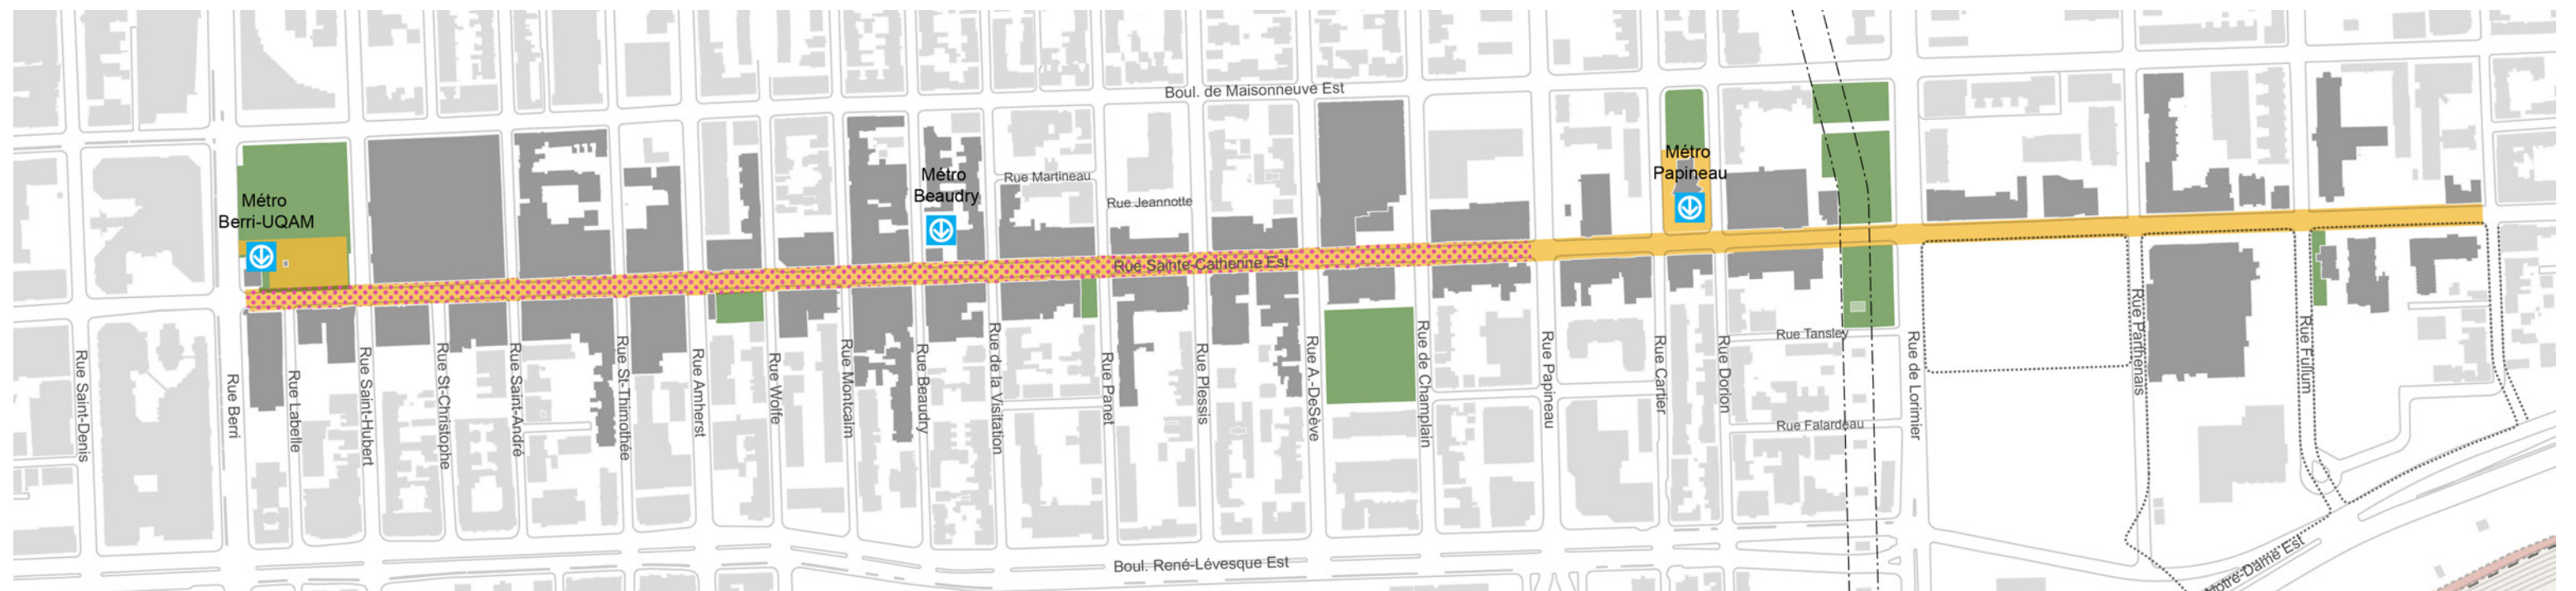 Boul. de Maisonneuve Est
Métro
Papineau
Métro
Beaudry
Rue Martineau
Métro
Berri-UQAM
Rue Jeannotte
Rue Sainte-Catherine Est
Rue Saint-Denis
Rue Berri
Rue Labelle
Rue Saint-Hubert
Rue St-Christophe
Rue Saint-André
Rue St-Thimothée
Rue Amherst
Rue Wolfe
Rue Montcalm
Rue Beaudry
Rue de la Visitation
Rue Panet
Rue Plessis
Rue A.-DeSève
Rue de Champlain
Rue Papineau
Rue Cartier
Rue Dorion
Rue Tansley
Rue Falardeau
Rue de Lorimier
Rue Parthenais
Rue Fullum
Boul. René-Lévesque Est
Notre-Dame Est